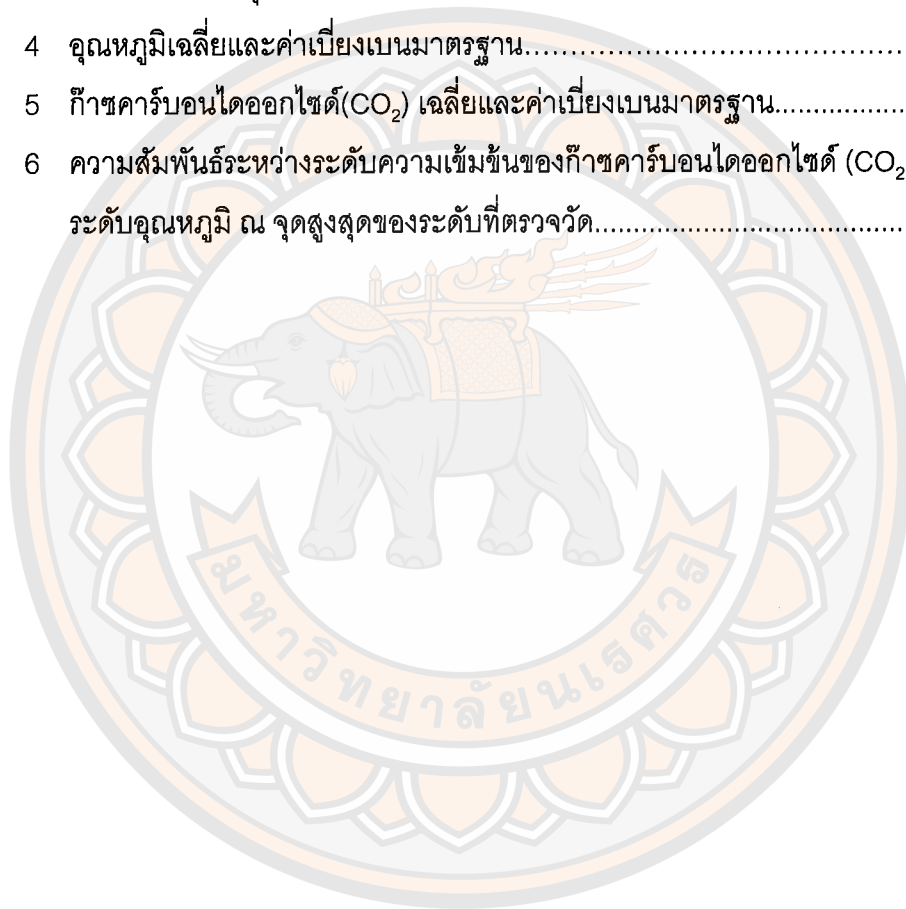 4 อุณหภูมิเฉลี่ยและค่าเบี่ยงเบนมาตรฐาน........................................
5 ก๊าซคาร์บอนไดออกไซด์(CO₂) เฉลี่ยและค่าเบี่ยงเบนมาตรฐาน.................
6 ความสัมพันธ์ระหว่างระดับความเข้มข้นของก๊าซคาร์บอนไดออกไซด์ (CO₂
ระดับอุณหภูมิ ณ จุดสูงสุดของระดับที่ตรวจวัด........................................
มหาวิทยาลัยนเรศวร